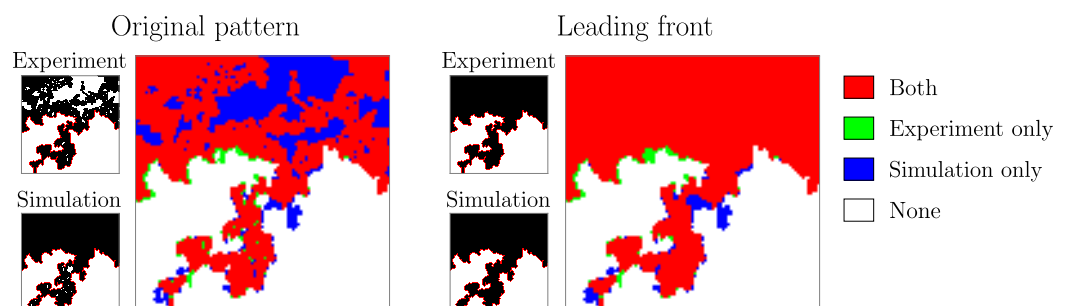 Original pattern
Experiment
Simulation
Leading front
Experiment
Simulation
Both
Experiment only
Simulation only
None